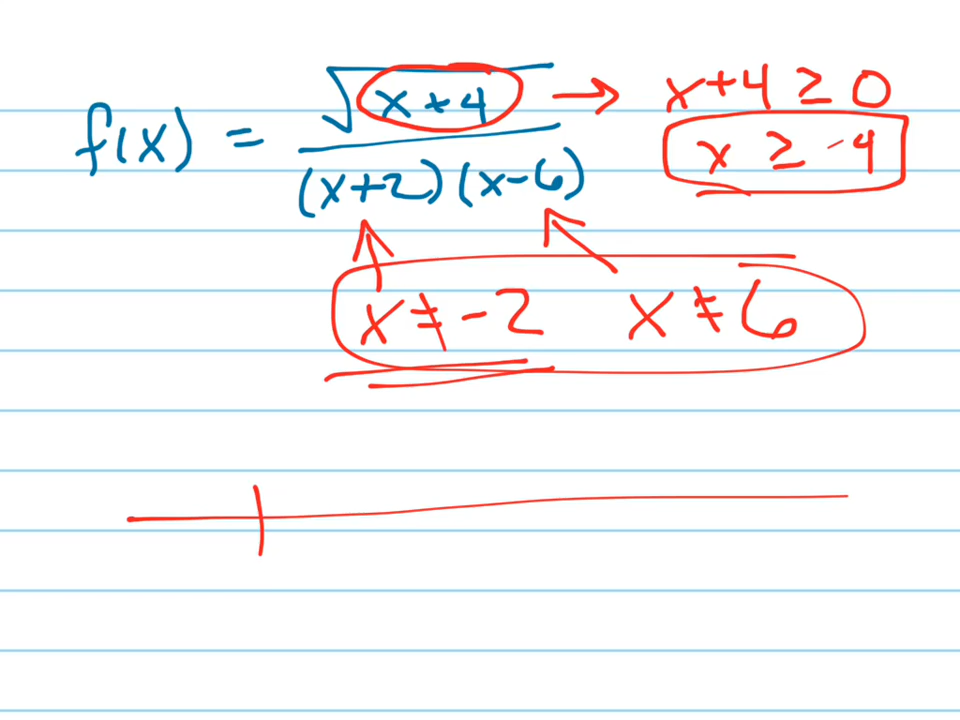 f(x) = √(x+4) / (x+2)(x-6) → x+4 ≥ 0
x ≥ -4
x ≠ -2 x ≠ 6